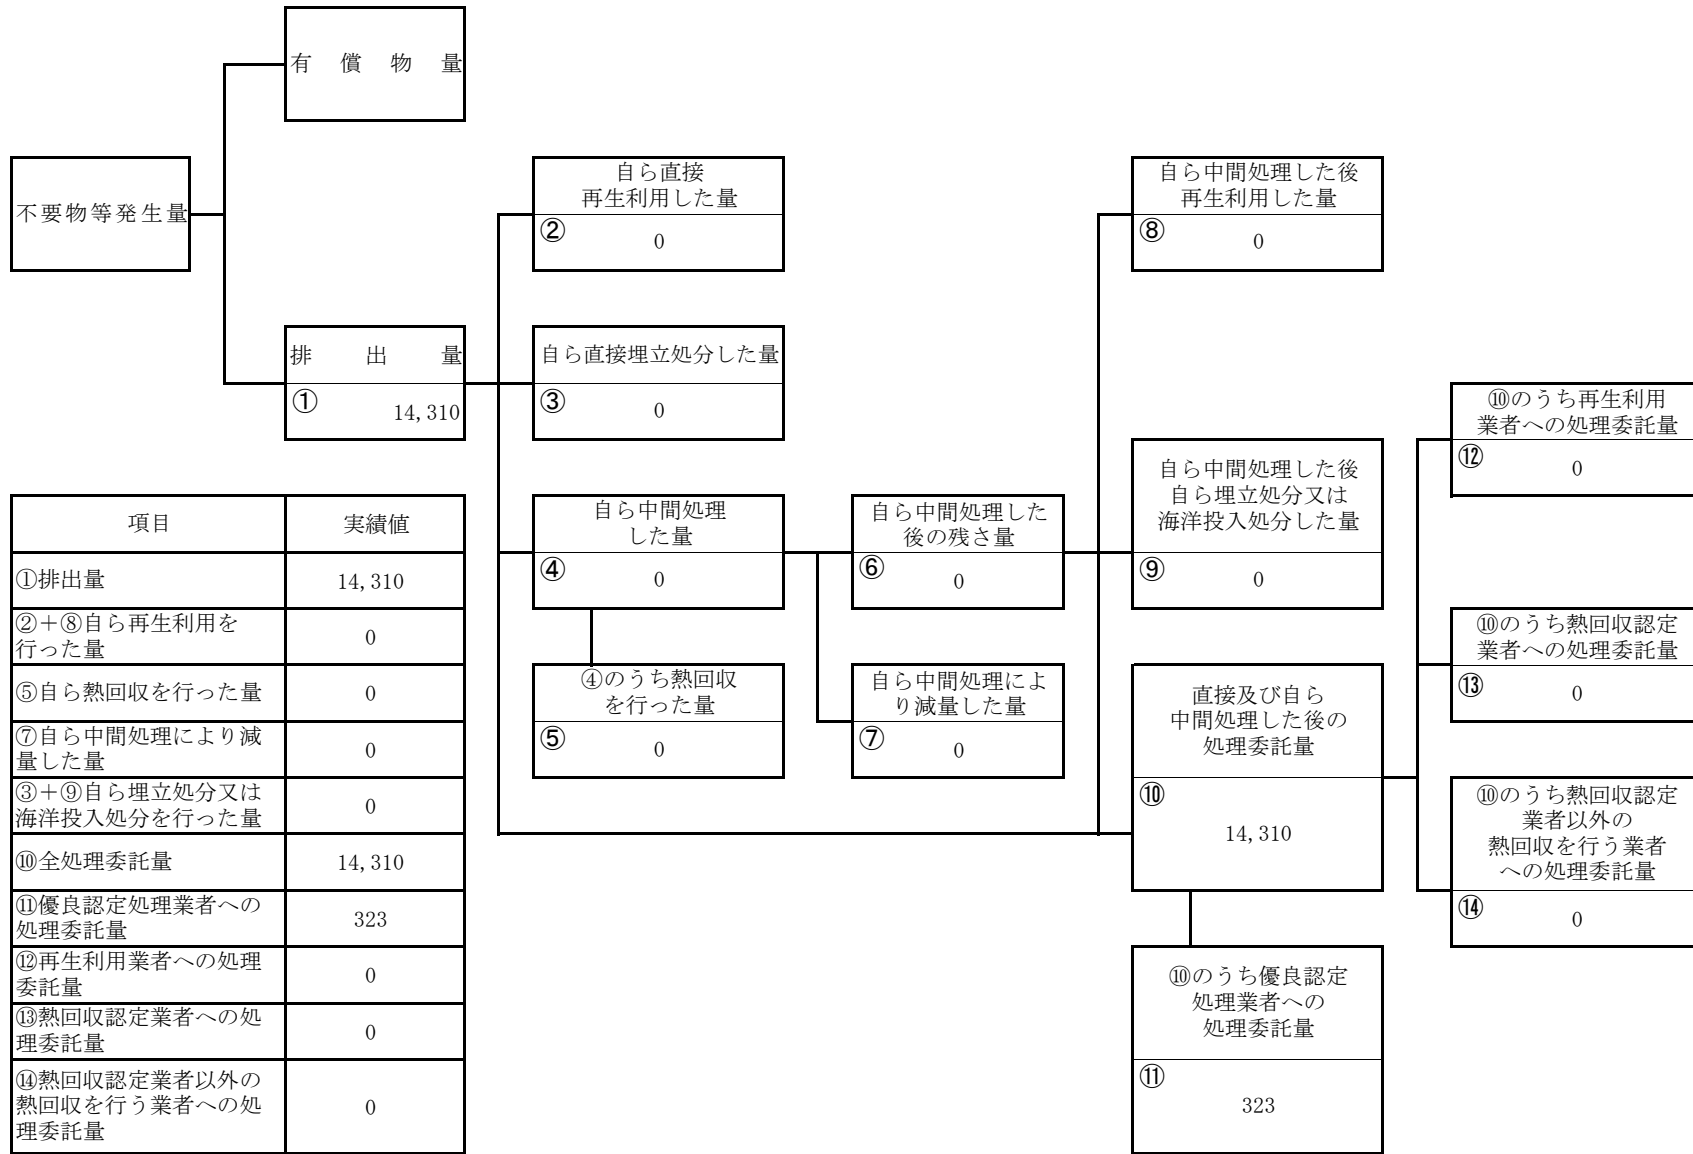 有償物量
不要物等発生量
排出量
①
14,310
自ら直接
再生利用した量
②
0
自ら直接埋立処分した量
③
0
自ら中間処理
した量
④
0
④のうち熱回収
を行った量
⑤
0
自ら中間処理した
後の残さ量
⑥
0
自ら中間処理によ
り減量した量
⑦
0
自ら中間処理した後
再生利用した量
⑧
0
自ら中間処理した後
自ら埋立処分又は
海洋投入処分した量
⑨
0
直接及び自ら
中間処理した後の
処理委託量
⑩
14,310
⑩のうち優良認定
処理業者への
処理委託量
⑪
323
⑩のうち再生利用
業者への処理委託量
⑫
0
⑩のうち熱回収認定
業者への処理委託量
⑬
0
⑩のうち熱回収認定
業者以外の
熱回収を行う業者
への処理委託量
⑭
0
項目 実績値
①排出量 14,310
②＋⑧自ら再生利用を
行った量 0
⑤自ら熱回収を行った量 0
⑦自ら中間処理により減
量した量 0
③＋⑨自ら埋立処分又は
海洋投入処分を行った量 0
⑩全処理委託量 14,310
⑪優良認定処理業者への
処理委託量 323
⑫再生利用業者への処理
委託量 0
⑬熱回収認定業者への処
理委託量 0
⑭熱回収認定業者以外の
熱回収を行う業者への処
理委託量 0